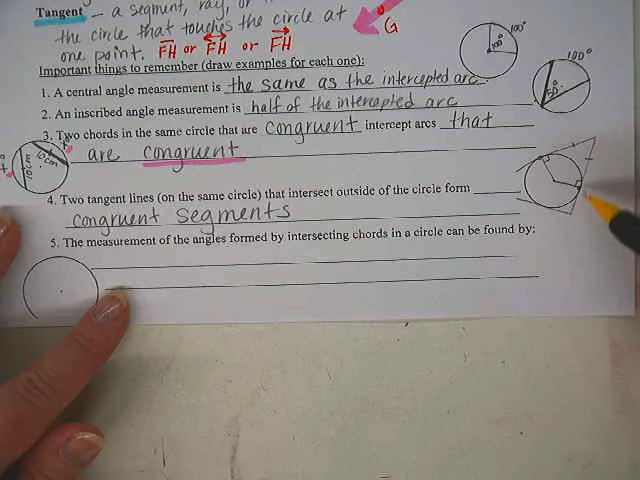 Tangent – a segment, ray, or
the circle that touches the circle at
one point. FH or FH or FH
G
Important things to remember (draw examples for each one):
100°
100°
1. A central angle measurement is the same as the intercepted arc.
100°
50°
2. An inscribed angle measurement is half of the intercepted arc
3. Two chords in the same circle that are congruent intercept arcs that
are congruent
10cm
10cm
4. Two tangent lines (on the same circle) that intersect outside of the circle form
congruent segments
5. The measurement of the angles formed by intersecting chords in a circle can be found by: